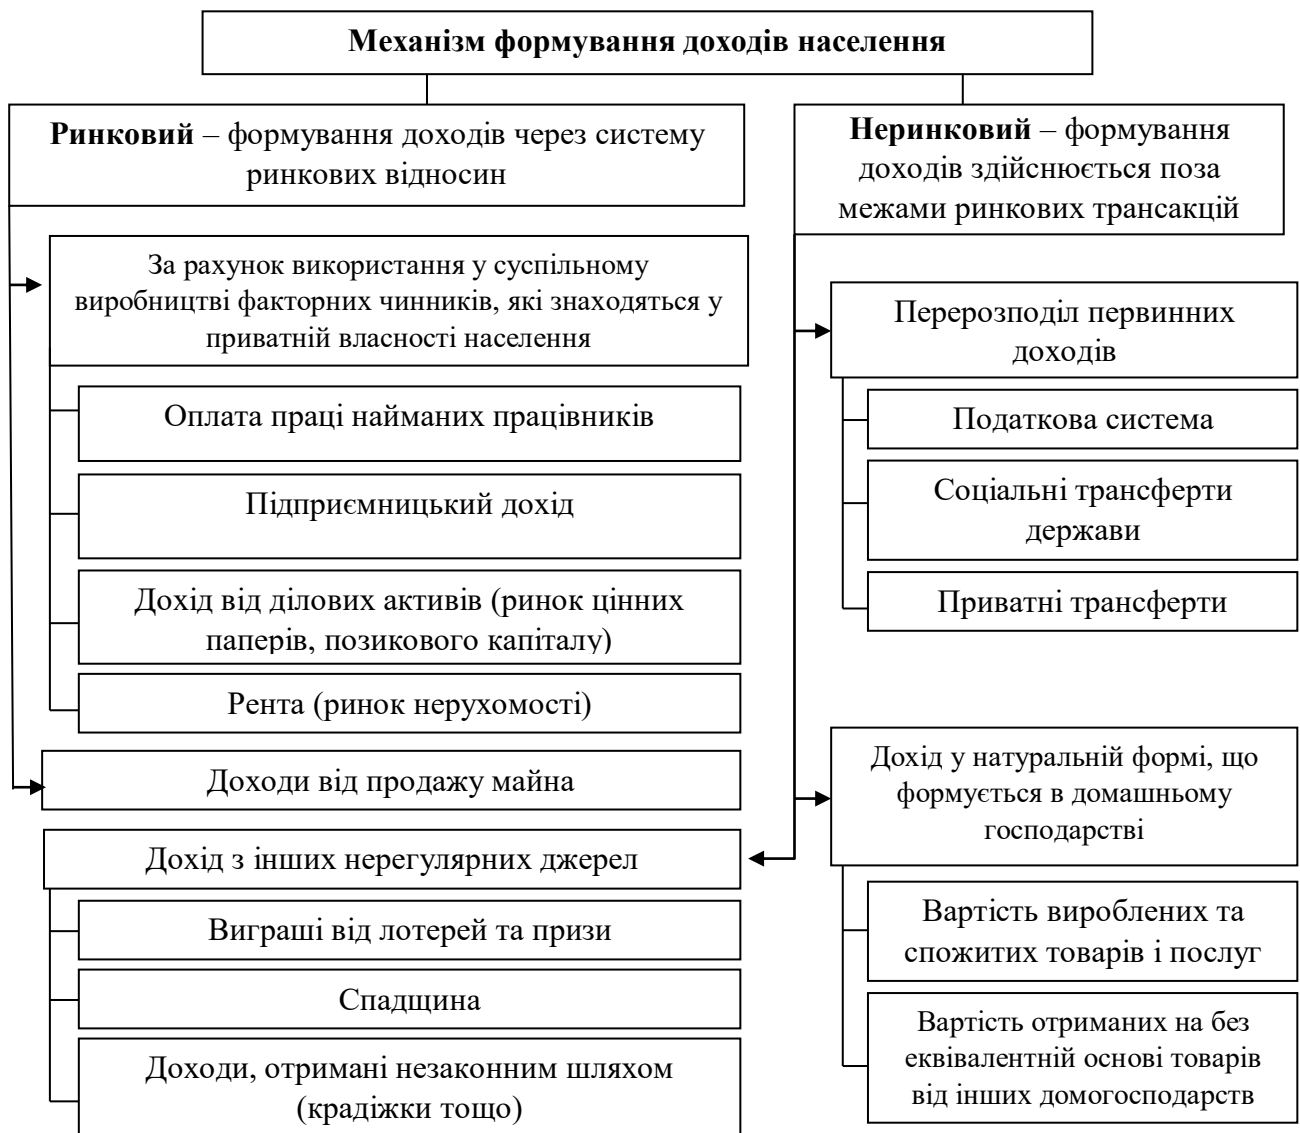 Механізм формування доходів населення
Ринковий – формування доходів через систему
ринкових відносин
За рахунок використання у суспільному
виробництві факторних чинників, які знаходяться у
приватній власності населення
Оплата праці найманих працівників
Підприємницький дохід
Дохід від ділових активів (ринок цінних
паперів, позикового капіталу)
Рента (ринок нерухомості)
Доходи від продажу майна
Дохід з інших нерегулярних джерел
Виграші від лотерей та призи
Спадщина
Доходи, отримані незаконним шляхом
(крадіжки тощо)
Неринковий – формування
доходів здійснюється поза
межами ринкових трансакцій
Перерозподіл первинних
доходів
Податкова система
Соціальні трансферти
держави
Приватні трансферти
Дохід у натуральній формі, що
формується в домашньому
господарстві
Вартість вироблених та
спожитих товарів і послуг
Вартість отриманих на без
еквівалентній основі товарів
від інших домогосподарств